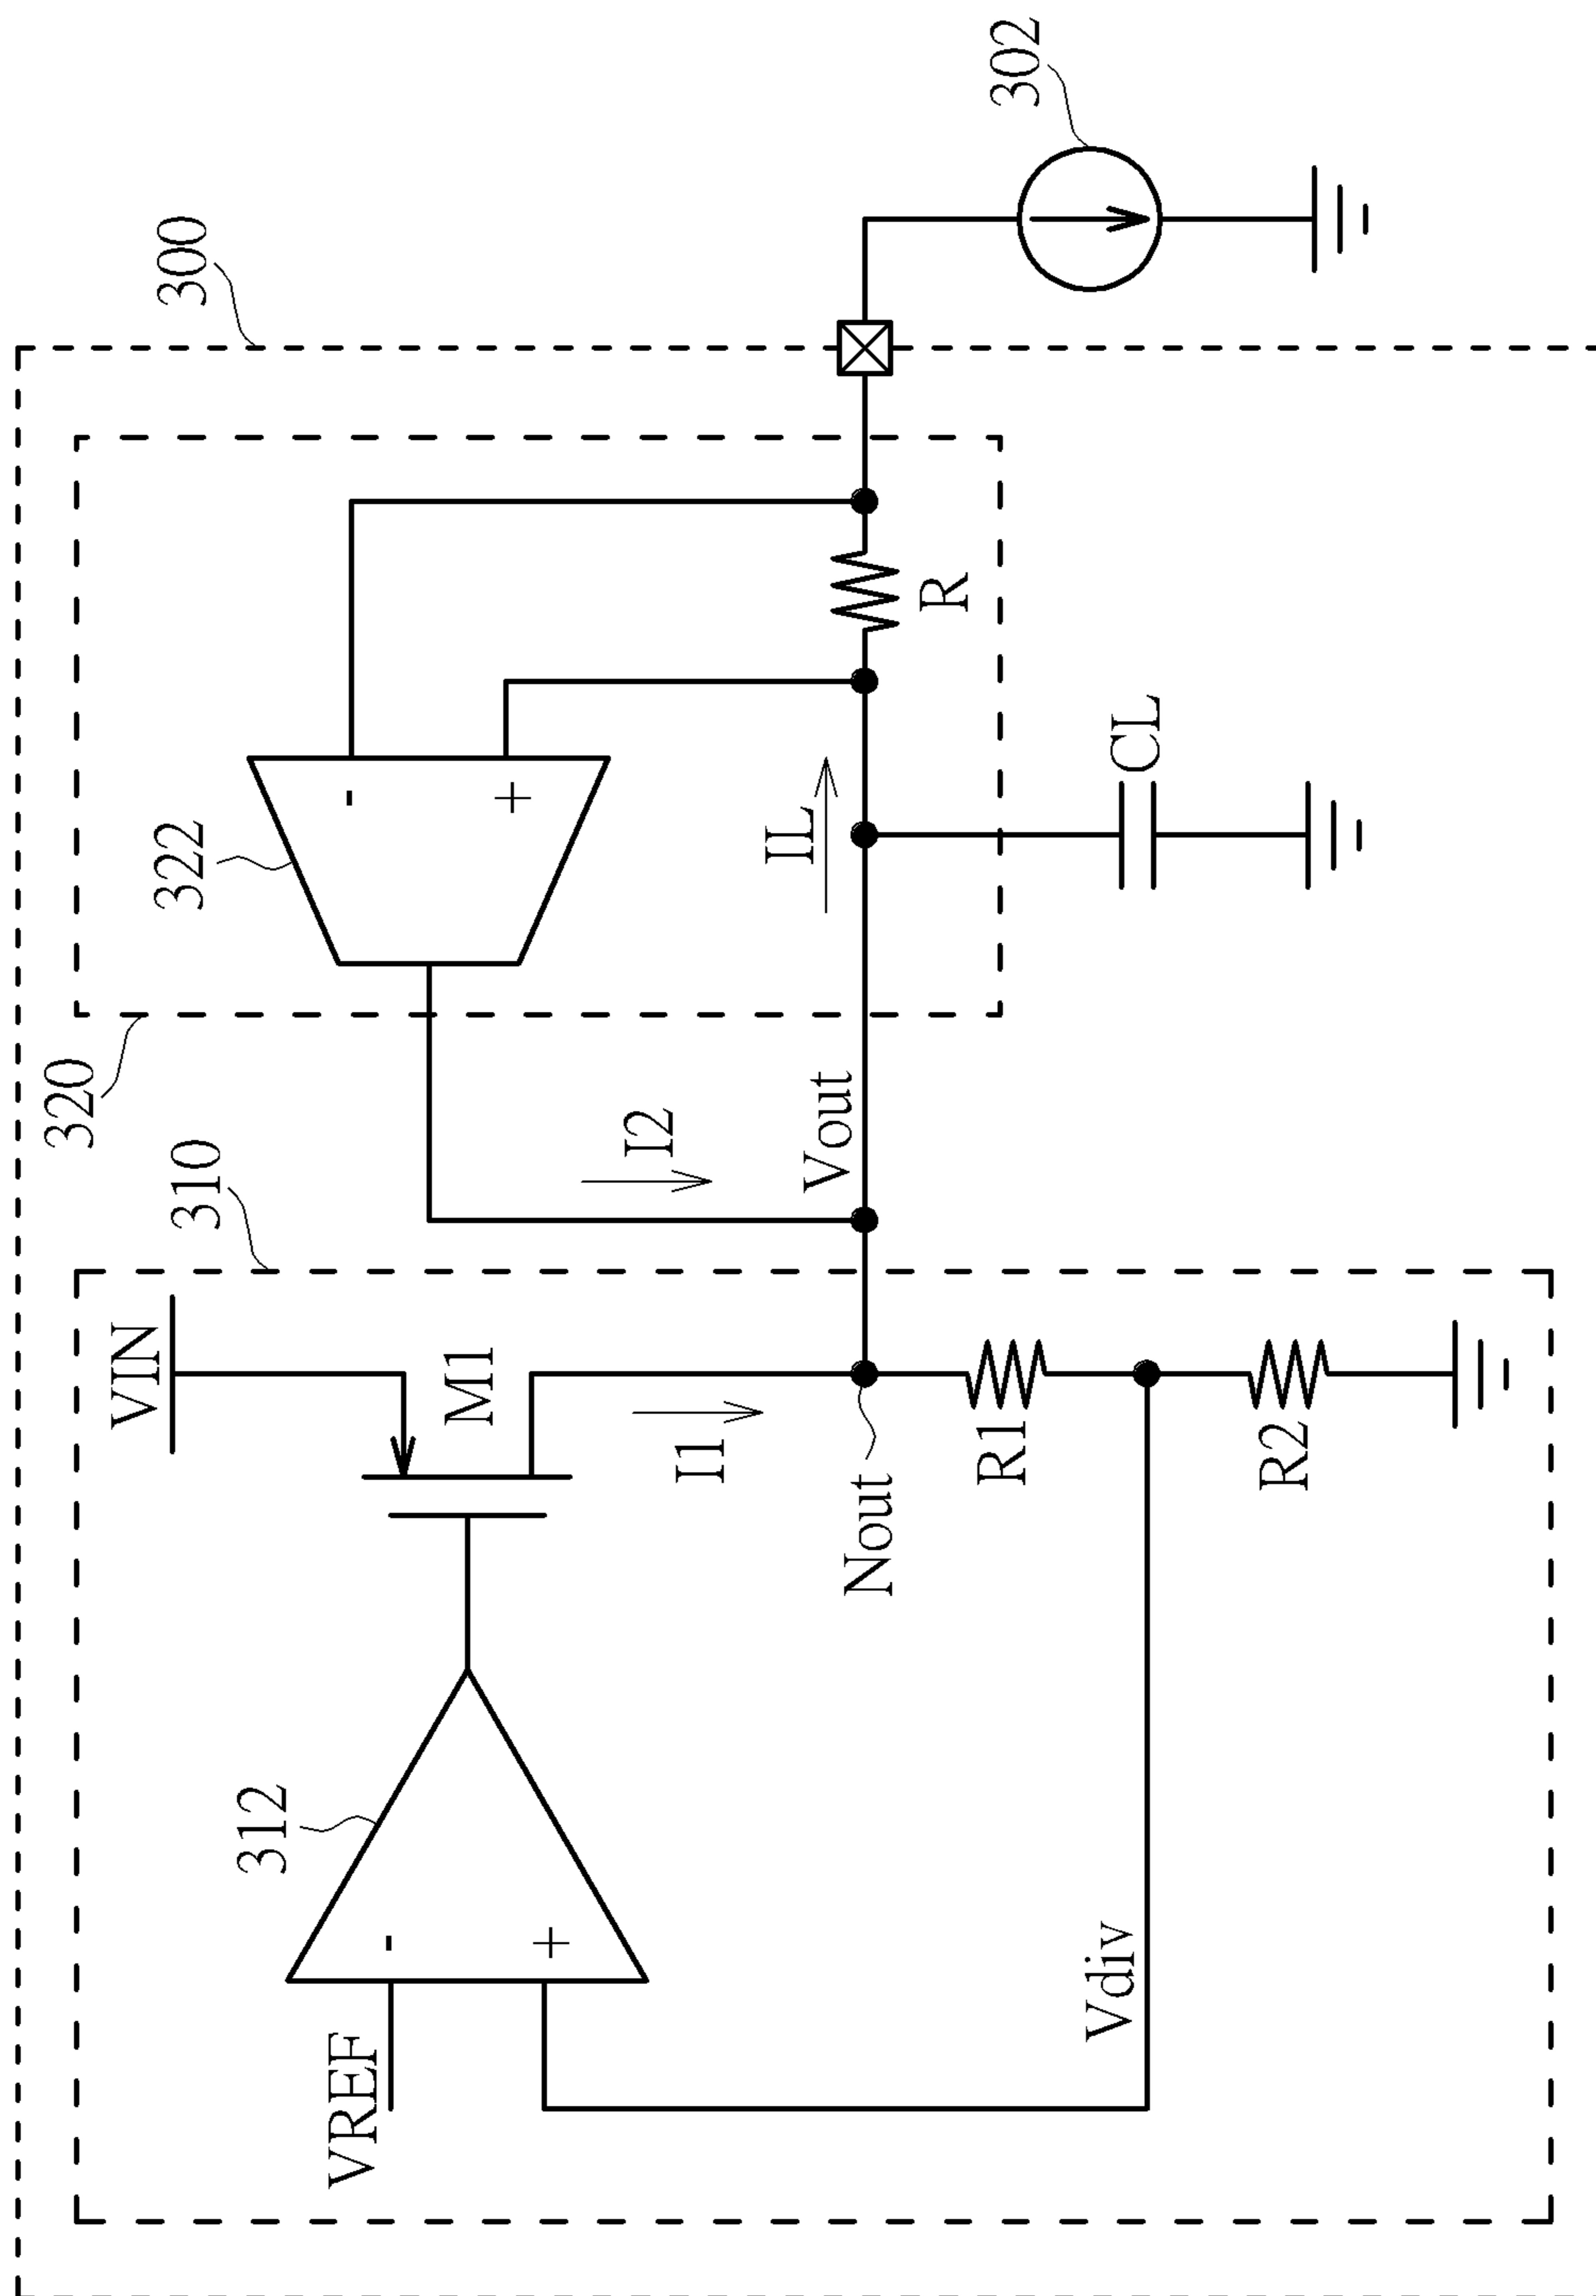 300
302
320
322
-
+
I2
IL
R
CL
310
VIN
M1
I1
Vout
Nout
R1
R2
312
VREF
-
+
Vdiv